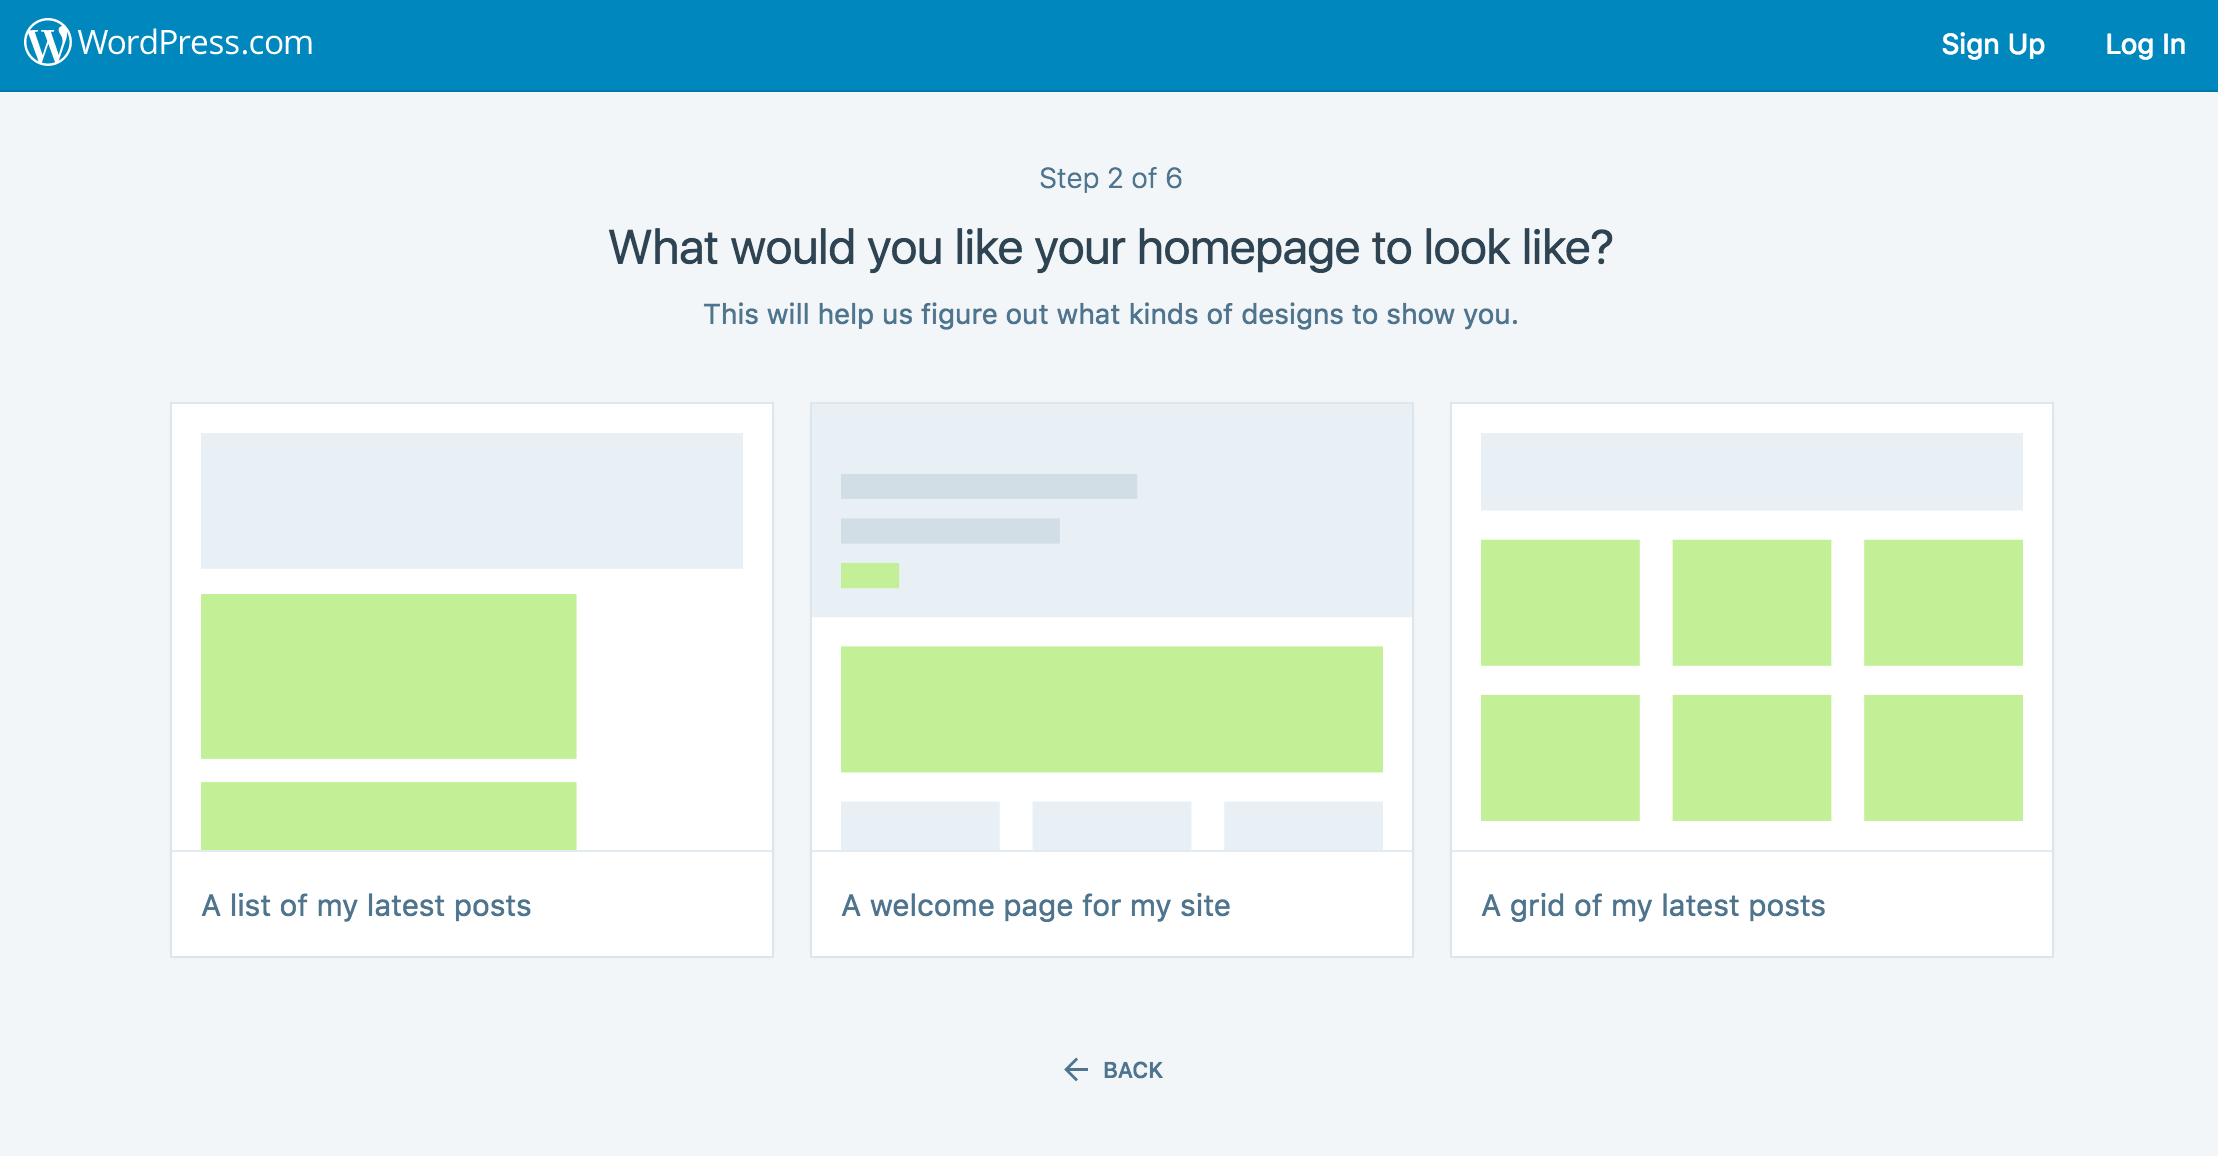 WordPress.com
Sign Up
Log In
Step 2 of 6
What would you like your homepage to look like?
This will help us figure out what kinds of designs to show you.
A list of my latest posts
A welcome page for my site
A grid of my latest posts
BACK